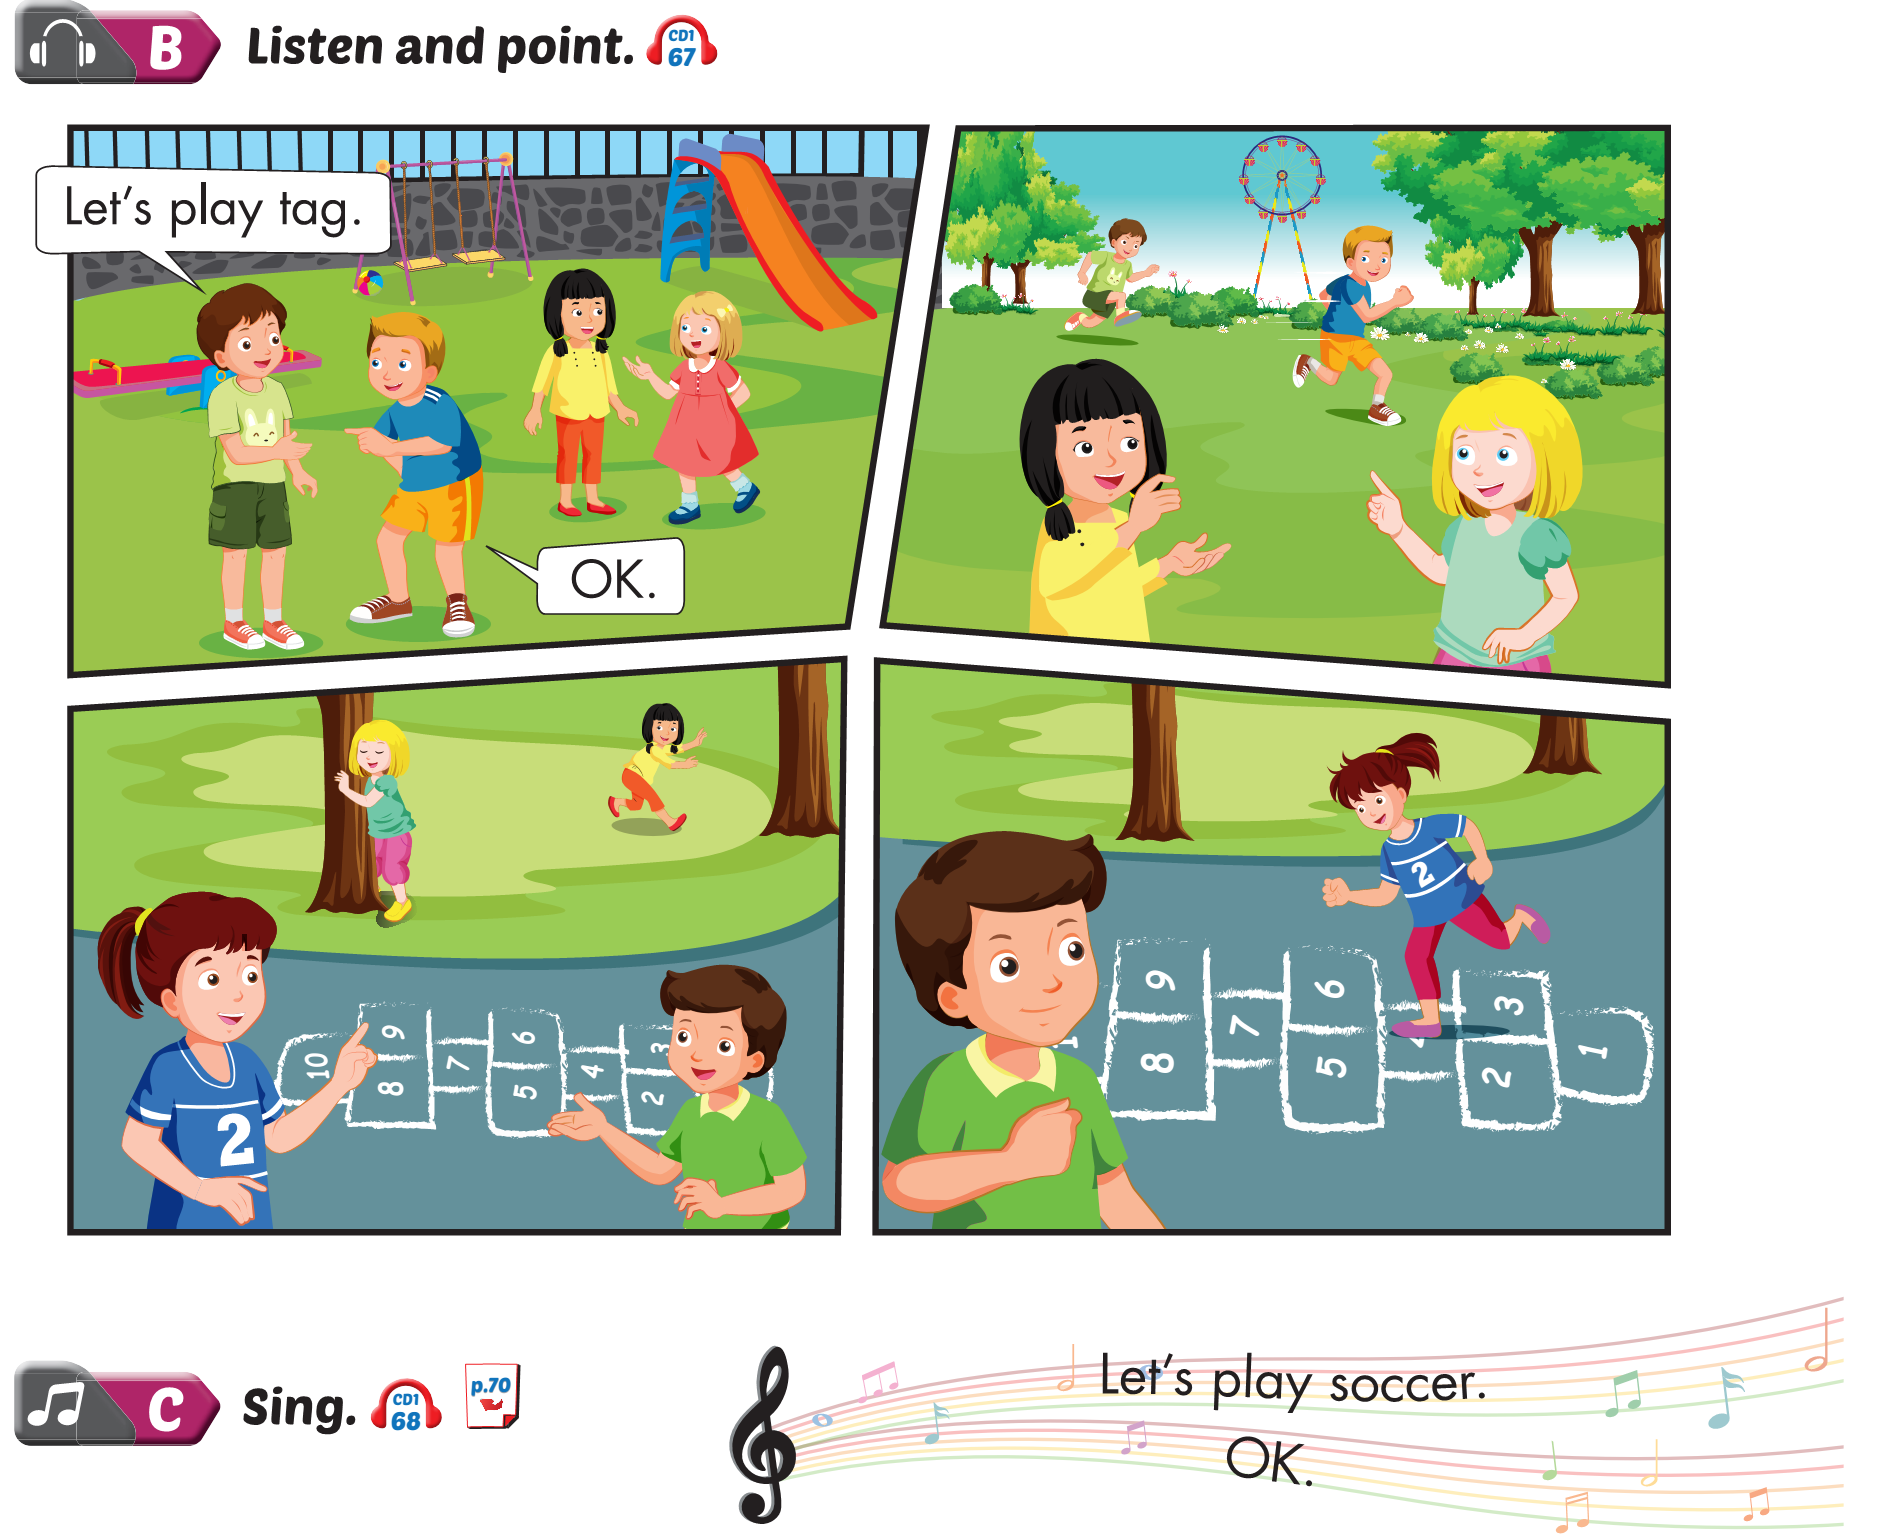 B Listen and point. CD1 67
Let's play tag.
OK.
2
10 9 8 7 6 5 4 3 2
2
9 8 7 6 5 4 3 2 1
C Sing. CD1 68 p.70
Let's play soccer.
OK.